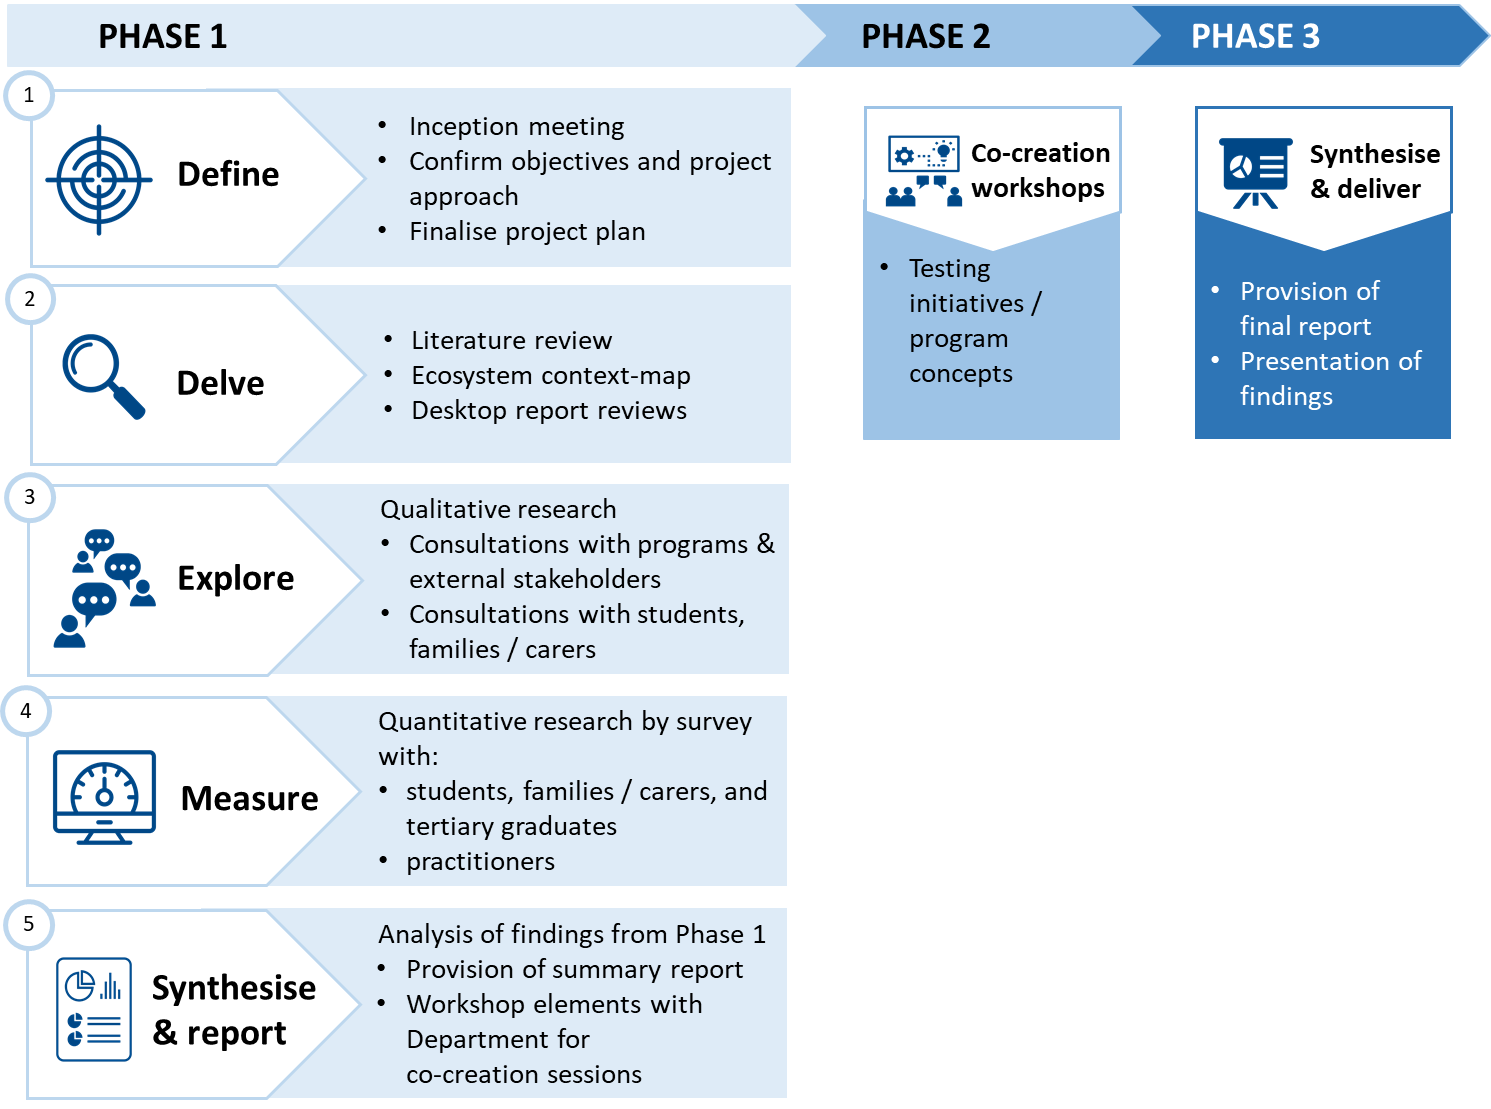 PHASE 1
PHASE 2
PHASE 3
1
Define
• Inception meeting
• Confirm objectives and project
approach
• Finalise project plan
2
Delve
• Literature review
• Ecosystem context-map
• Desktop report reviews
3
Explore
Qualitative research
• Consultations with programs &
external stakeholders
• Consultations with students,
families / carers
4
Measure
Quantitative research by survey
with:
• students, families / carers, and
tertiary graduates
• practitioners
5
Synthesise
& report
Analysis of findings from Phase 1
• Provision of summary report
• Workshop elements with
Department for
co-creation sessions
Co-creation
workshops
• Testing
initiatives /
program
concepts
Synthesise
& deliver
• Provision of
final report
• Presentation of
findings